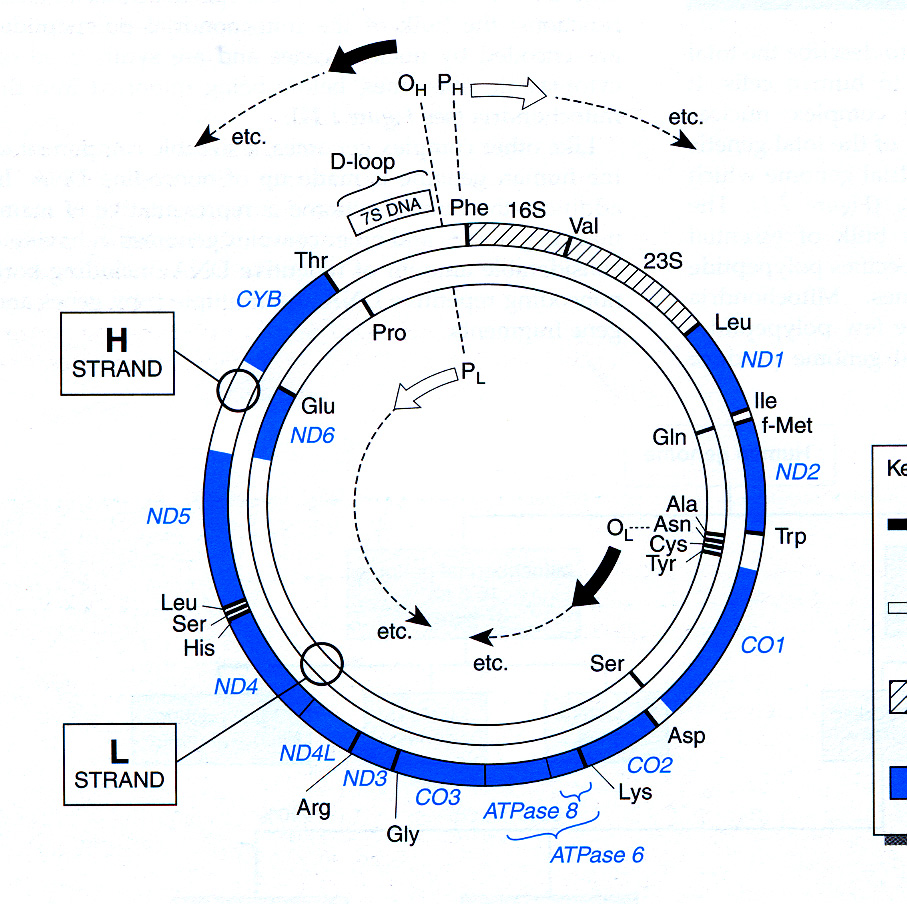 O_H P_H
etc.
etc.
D-loop
7S DNA
Phe
16S
Val
Thr
23S
CYB
Leu
H
STRAND
Pro
ND1
P_L
Glu
Ile
f-Met
ND6
Gln
ND2
Ke
Ala
ND5
O_L
Asn
Trp
Cys
Tyr
Leu
Ser
etc.
His
etc.
CO1
Ser
ND4
L
STRAND
Asp
ND4L
CO2
ND3
Lys
CO3
Arg
ATPase 8
Gly
ATPase 6